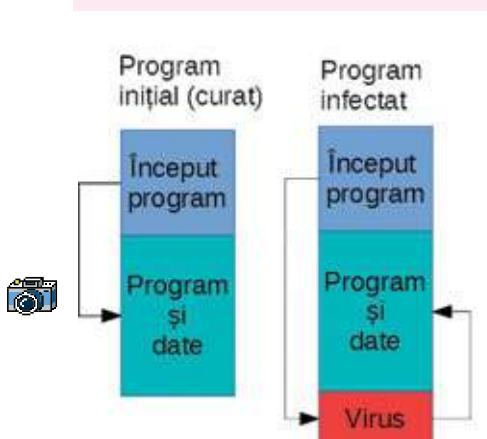 Program
inițial (curat)
Început
program
Program
și
date
Program
infectat
Început
program
Program
și
date
Virus